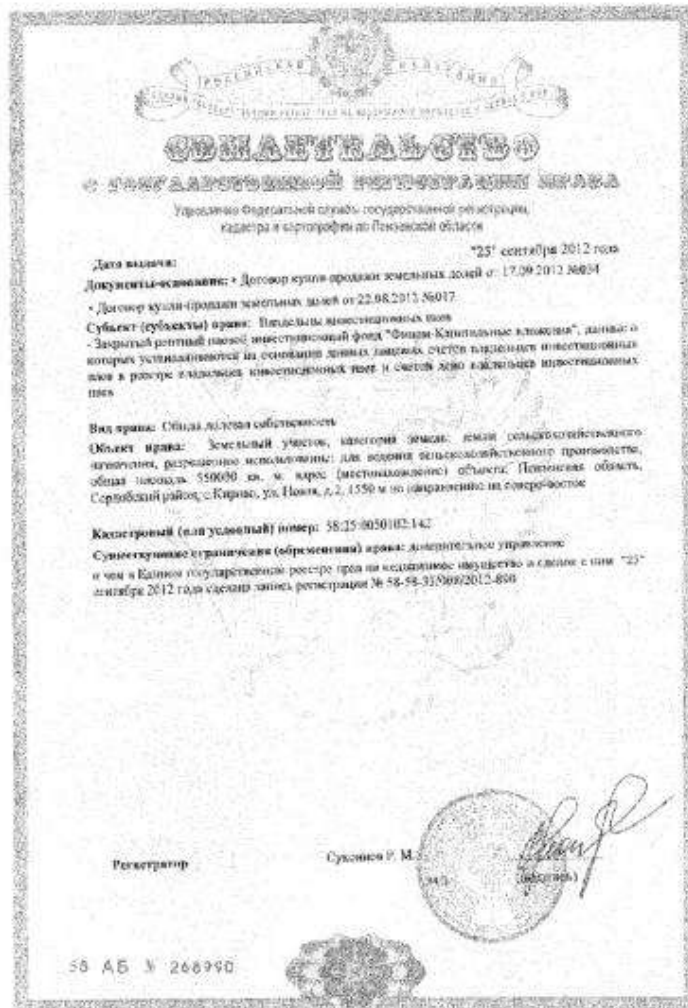 РОССИЙСКАЯ ФЕДЕРАЦИЯ
СВИДЕТЕЛЬСТВО
О ГОСУДАРСТВЕННОЙ РЕГИСТРАЦИИ ПРАВА
Управление Федеральной службы государственной регистрации,
кадастра и картографии по Пензенской области
Дата выдачи:
"25" сентября 2012 года
Документы-основания: • Договор купли-продажи земельных долей от 17.09.2012 №034
• Договор купли-продажи земельных долей от 22.08.2012 №017
Субъект (субъекты) права: Владельцы инвестиционных паев
- Закрытый рентный паевой инвестиционный фонд "Финам-Капитальные вложения", данные о
которых устанавливаются на основании данных лицевых счетов владельцев инвестиционных
паев в реестре владельцев инвестиционных паев и счетов депо владельцев инвестиционных
паев
Вид права: Общая долевая собственность
Объект права: Земельный участок, категория земель: земли сельскохозяйственного
назначения, разрешенное использование: для ведения сельскохозяйственного производства,
общая площадь 550000 кв. м, адрес (местонахождение) объекта: Пензенская область,
Сердобский район, с Кирово, ул. Новая, д.2, 1550 м по направлению на северо-восток
Кадастровый (или условный) номер: 58:25:0050102:142
Существующие ограничения (обременения) права: доверительное управление
о чем в Едином государственном реестре прав на недвижимое имущество и сделок с ним "25"
сентября 2012 года сделана запись регистрации № 58-58-33/008/2012-890
Регистратор
Р. М.
(подпись)
58 АБ № 268990